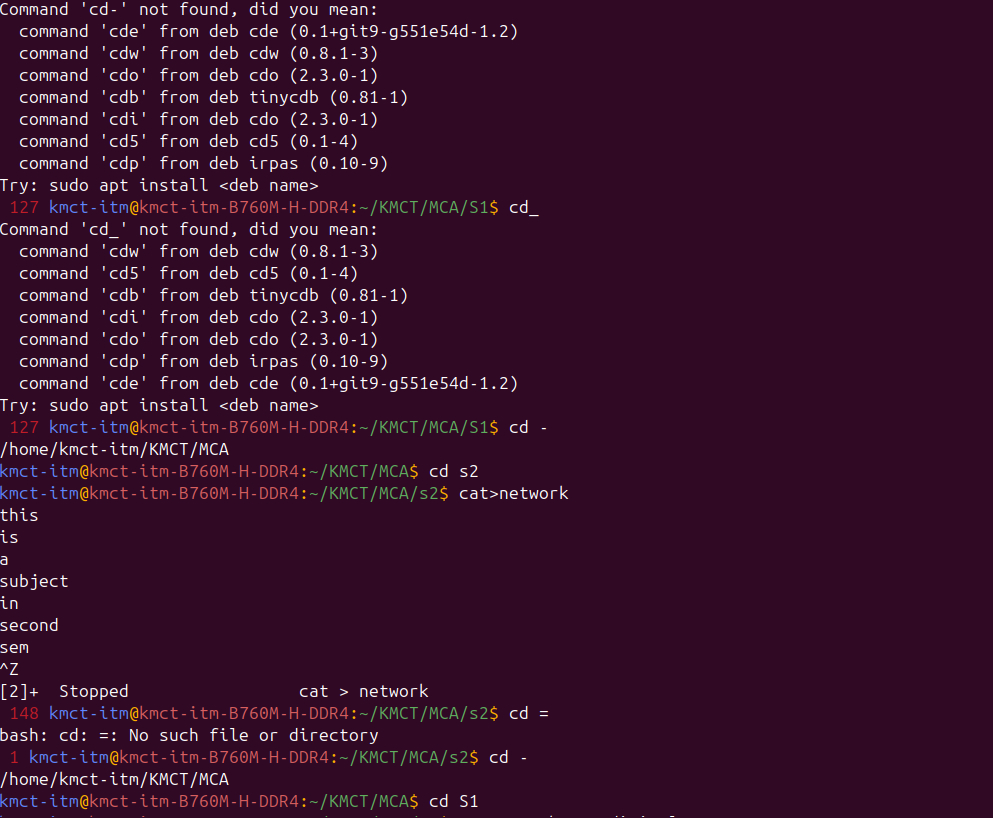 Command 'cd-' not found, did you mean:
  command 'cde' from deb cde (0.1+git9-g551e54d-1.2)
  command 'cdw' from deb cdw (0.8.1-3)
  command 'cdo' from deb cdo (2.3.0-1)
  command 'cdb' from deb tinycdb (0.81-1)
  command 'cdi' from deb cdo (2.3.0-1)
  command 'cd5' from deb cd5 (0.1-4)
  command 'cdp' from deb irpas (0.10-9)
Try: sudo apt install <deb name>
 127 kmct-itm@kmct-itm-B760M-H-DDR4:~/KMCT/MCA/S1$ cd_
Command 'cd_' not found, did you mean:
  command 'cdw' from deb cdw (0.8.1-3)
  command 'cd5' from deb cd5 (0.1-4)
  command 'cdb' from deb tinycdb (0.81-1)
  command 'cdi' from deb cdo (2.3.0-1)
  command 'cdo' from deb cdo (2.3.0-1)
  command 'cdp' from deb irpas (0.10-9)
  command 'cde' from deb cde (0.1+git9-g551e54d-1.2)
Try: sudo apt install <deb name>
 127 kmct-itm@kmct-itm-B760M-H-DDR4:~/KMCT/MCA/S1$ cd -
/home/kmct-itm/KMCT/MCA
kmct-itm@kmct-itm-B760M-H-DDR4:~/KMCT/MCA$ cd s2
kmct-itm@kmct-itm-B760M-H-DDR4:~/KMCT/MCA/s2$ cat>network
this
is
a
subject
in
second
sem
^Z
[2]+  Stopped                 cat > network
 148 kmct-itm@kmct-itm-B760M-H-DDR4:~/KMCT/MCA/s2$ cd =
bash: cd: =: No such file or directory
 1 kmct-itm@kmct-itm-B760M-H-DDR4:~/KMCT/MCA/s2$ cd -
/home/kmct-itm/KMCT/MCA
kmct-itm@kmct-itm-B760M-H-DDR4:~/KMCT/MCA$ cd S1